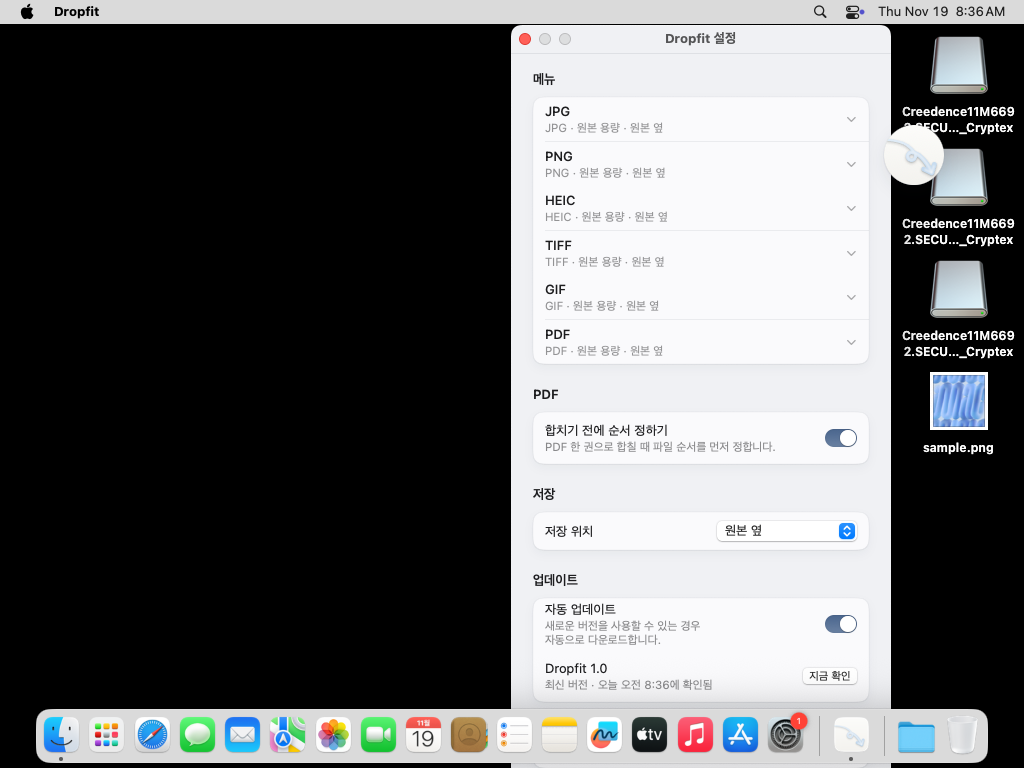 Dropfit
Thu Nov 19 8:36 AM
Dropfit 설정
메뉴
JPG
JPG · 원본 용량 · 원본 옆
PNG
PNG · 원본 용량 · 원본 옆
HEIC
HEIC · 원본 용량 · 원본 옆
TIFF
TIFF · 원본 용량 · 원본 옆
GIF
GIF · 원본 용량 · 원본 옆
PDF
PDF · 원본 용량 · 원본 옆
PDF
합치기 전에 순서 정하기
PDF 한 권으로 합칠 때 파일 순서를 먼저 정합니다.
저장
저장 위치
원본 옆
업데이트
자동 업데이트
새로운 버전을 사용할 수 있는 경우
자동으로 다운로드합니다.
Dropfit 1.0
최신 버전 · 오늘 오전 8:36에 확인됨
지금 확인
Creedence11M669
SECU..._Cryptex
Creedence11M669
2.SECU..._Cryptex
Creedence11M669
2.SECU..._Cryptex
sample.png
11월
19
tv
1